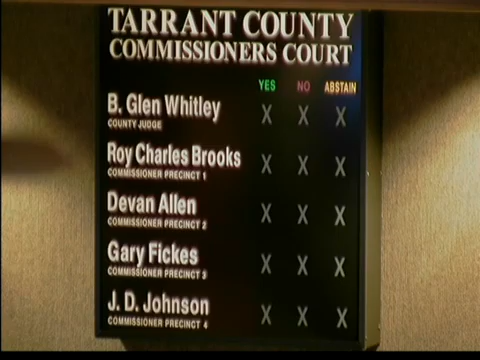 TARRANT COUNTY
COMMISSIONERS COURT
YES NO ABSTAIN
B. Glen Whitley X X X
COUNTY JUDGE
Roy Charles Brooks X X X
COMMISSIONER PRECINCT 1
Devan Allen X X X
COMMISSIONER PRECINCT 2
Gary Fickes X X X
COMMISSIONER PRECINCT 3
J. D. Johnson X X X
COMMISSIONER PRECINCT 4